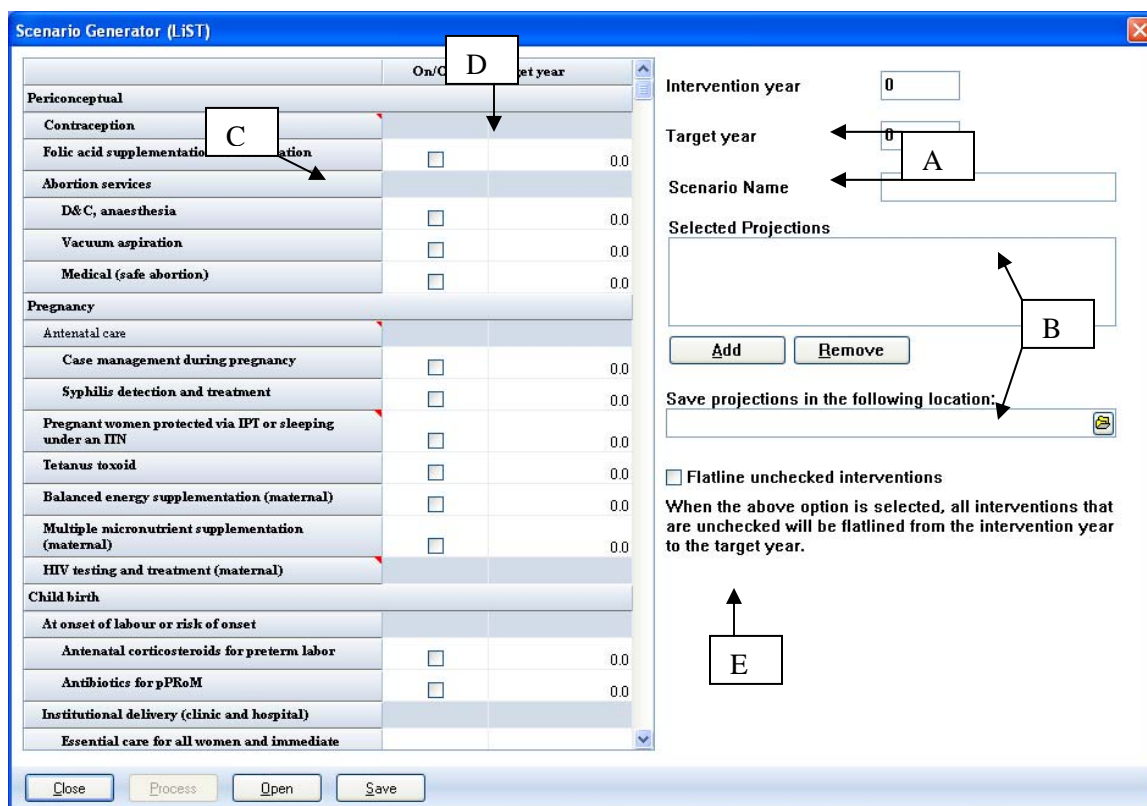 Scenario Generator (LiST)
On/O
D
get year
Periconceptual
Contraception
C
Folic acid supplementatio
ation
0.0
Abortion services
D&C, anaesthesia
0.0
Vacuum aspiration
0.0
Medical (safe abortion)
0.0
Pregnancy
Antenatal care
Case management during pregnancy
0.0
Syphilis detection and treatment
0.0
Pregnant women protected via IPT or sleeping
under an ITN
0.0
Tetanus toxoid
0.0
Balanced energy supplementation (maternal)
0.0
Multiple micronutrient supplementation
(maternal)
0.0
HIV testing and treatment (maternal)
Child birth
At onset of labour or risk of onset
Antenatal corticosteroids for preterm labor
0.0
Antibiotics for pPRoM
0.0
Institutional delivery (clinic and hospital)
Essential care for all women and immediate
Intervention year
0
Target year
0
A
Scenario Name
Selected Projections
B
Add
Remove
Save projections in the following location:
Flatline unchecked interventions
When the above option is selected, all interventions that
are unchecked will be flatlined from the intervention year
to the target year.
E
Close
Process
Open
Save